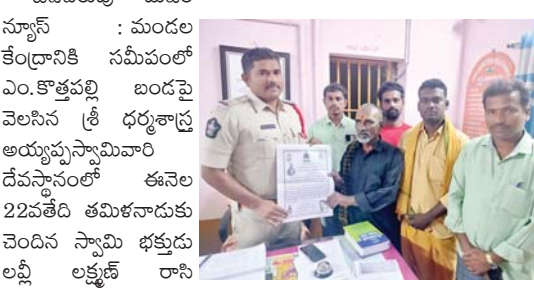 న్యూస్ : మండల
కేంద్రానికి సమీపంలో
ఎం.కొత్తపల్లి బండపై
వెలసిన శ్రీ ధర్మశాస్త్ర
అయ్యప్పస్వామివారి
దేవస్థానంలో ఈనెల
22వతేది తమిళనాడుకు
చెందిన స్వామి భక్తుడు
లవ్లీ లక్ష్మణ్ రాసి